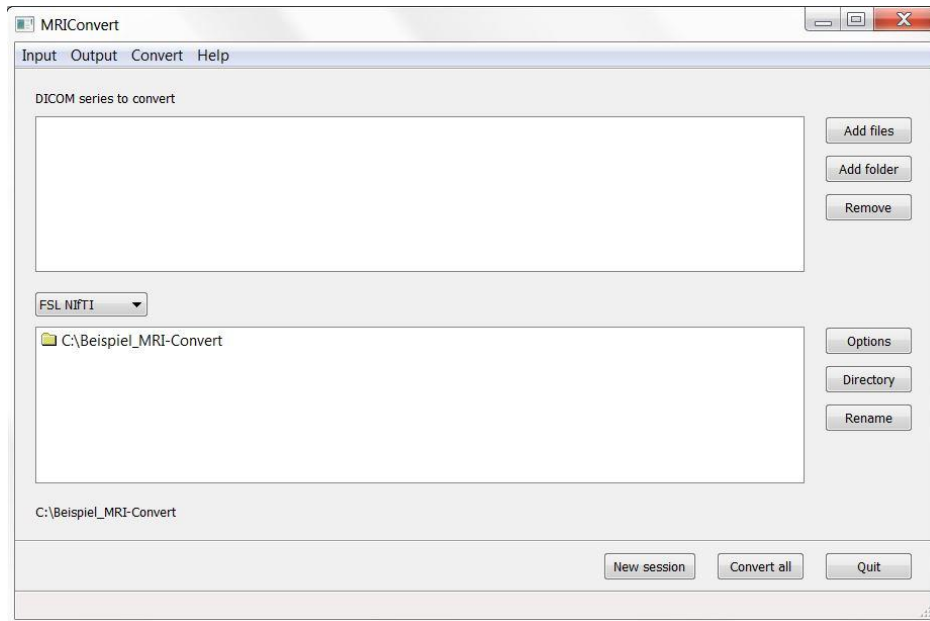 MRIConvert
Input Output Convert Help
DICOM series to convert
Add files
Add folder
Remove
FSL NIfTI
C:\Beispiel_MRI-Convert
Options
Directory
Rename
C:\Beispiel_MRI-Convert
New session Convert all Quit